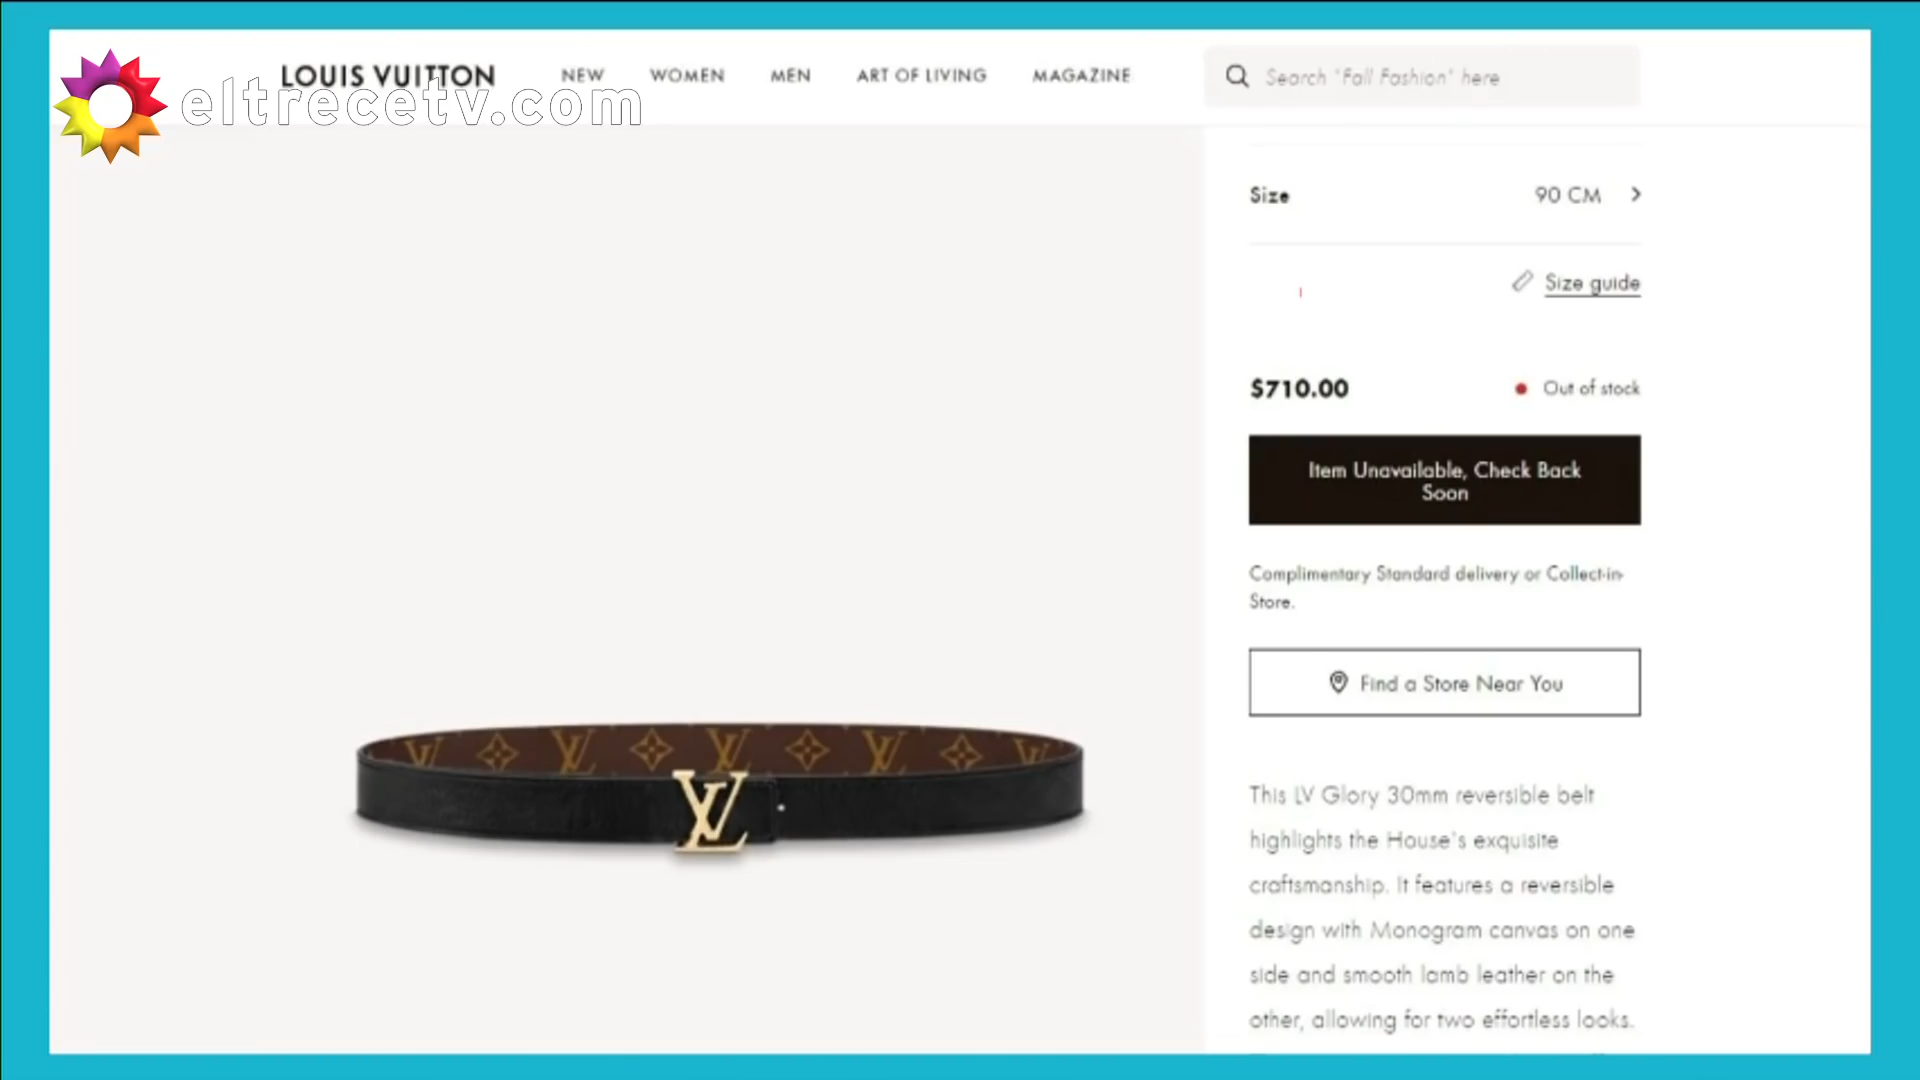 LOUIS VUITTON
NEW WOMEN MEN ART OF LIVING MAGAZINE
Search "Fall Fashion" here
eltrecetv.com
Size 90 CM
Size guide
$710.00 Out of stock
Item Unavailable, Check Back
Soon
Complimentary Standard delivery or Collect-in-
Store.
Find a Store Near You
This LV Glory 30mm reversible belt
highlights the House's exquisite
craftsmanship. It features a reversible
design with Monogram canvas on one
side and smooth lamb leather on the
other, allowing for two effortless looks.